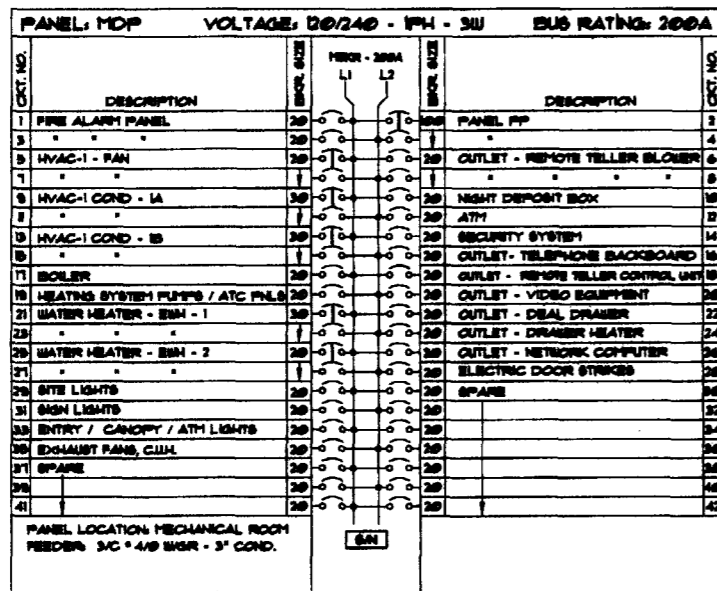 PANEL: MDP VOLTAGE: 120/240 - 1PH - 3W BUS RATING: 200A
CKT. NO. DESCRIPTION BKR. SIZE MBKR - 200A L1 L2 BKR. SIZE DESCRIPTION CKT. NO.
1 FIRE ALARM PANEL 20 100 PANEL PP 2
3 " " " 20 " 4
5 HVAC-1 - FAN 20 20 OUTLET - REMOTE TELLER BLOWER 6
7 " " " " " " 8
9 HVAC-1 COND - 1A 30 20 NIGHT DEPOSIT BOX 10
11 " " 20 ATM 12
13 HVAC-1 COND - 1B 30 20 SECURITY SYSTEM 14
15 " " 20 OUTLET - TELEPHONE BACKBOARD 16
17 BOILER 20 20 OUTLET - REMOTE TELLER CONTROL UNIT 18
19 HEATING SYSTEM PUMPS / ATC PNLS 20 20 OUTLET - VIDEO EQUIPMENT 20
21 WATER HEATER - EWH - 1 30 20 OUTLET - DEAL DRAWER 22
23 " " " 20 OUTLET - DRAWER HEATER 24
25 WATER HEATER - EWH - 2 20 20 OUTLET - NETWORK COMPUTER 26
27 " " " 20 ELECTRIC DOOR STRIKES 28
29 SITE LIGHTS 20 20 SPARE 30
31 SIGN LIGHTS 20 20 32
33 ENTRY / CANOPY / ATM LIGHTS 20 20 34
35 EXHAUST FANS, C.U.H. 20 20 36
37 SPARE 20 20 38
39 20 20 40
41 20 20 42
PANEL LOCATION: MECHANICAL ROOM
FEEDER: 3/C # 4/0 W/GR - 3" COND.
S/N